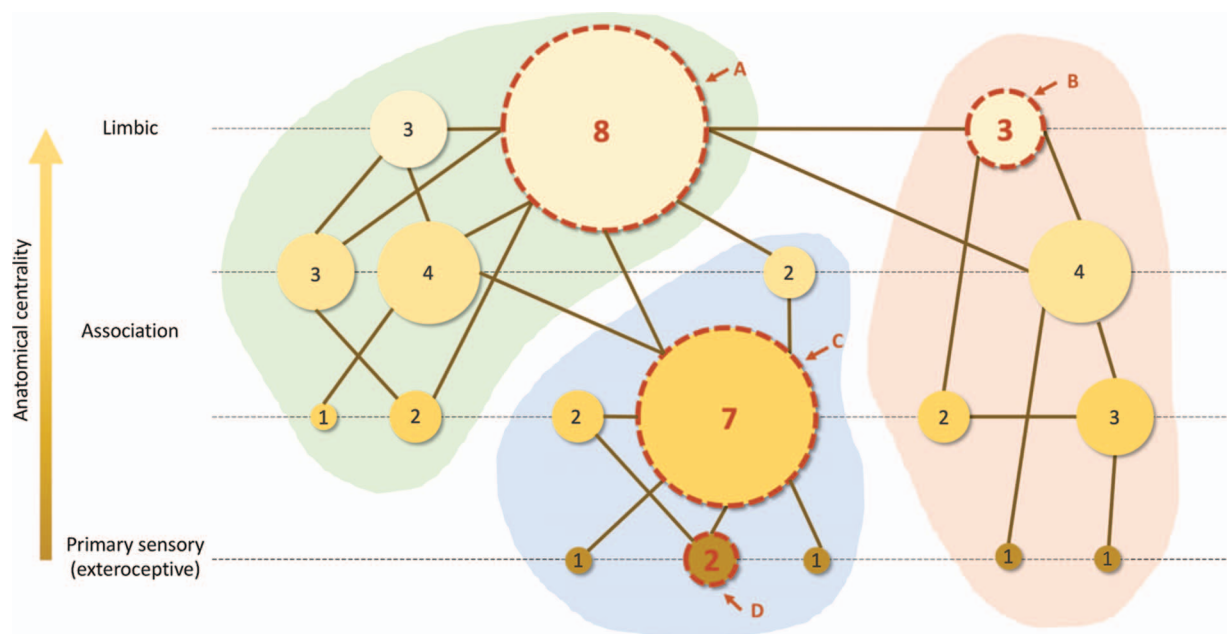 A
B
Limbic
3
8
3
3
4
2
4
Anatomical centrality
Association
C
1
2
2
7
2
3
Primary sensory
(exteroceptive)
1
2
1
1
1
D